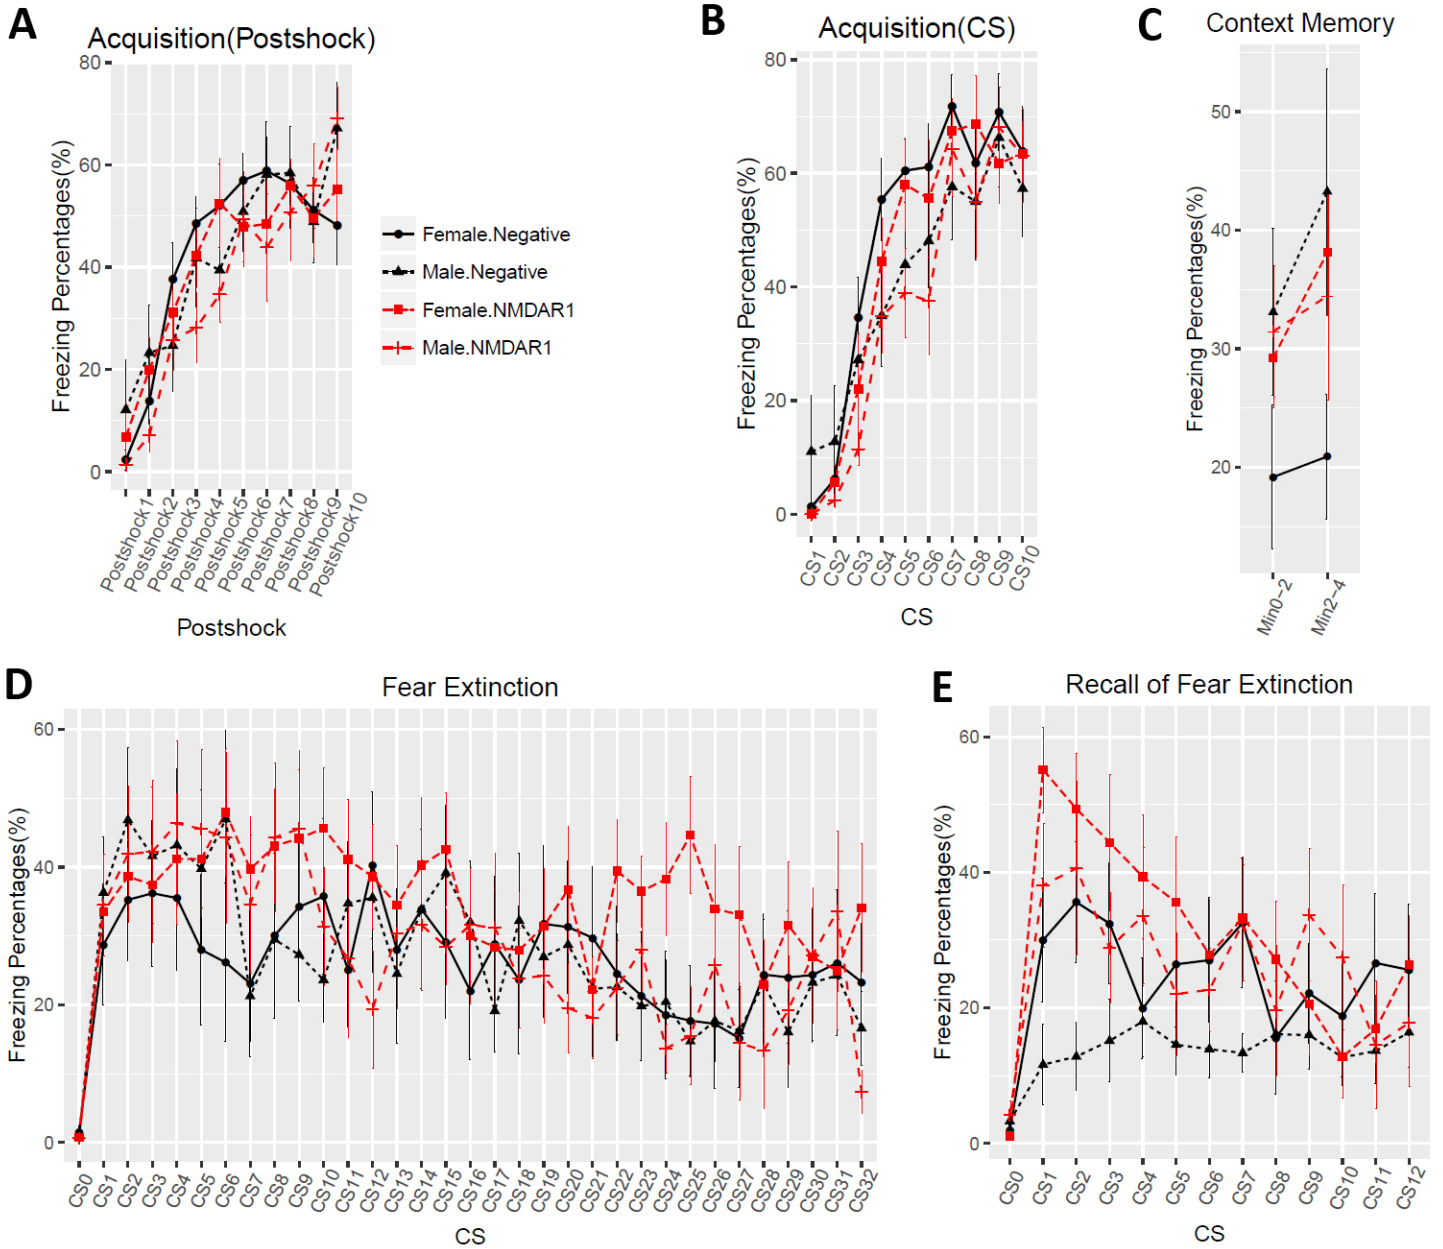 A
Acquisition(Postshock)
Freezing Percentages(%)
80
60
40
20
0
Postshock1
Postshock2
Postshock3
Postshock4
Postshock5
Postshock6
Postshock7
Postshock8
Postshock9
Postshock10
Postshock
Female.Negative
Male.Negative
Female.NMDAR1
Male.NMDAR1
B
Acquisition(CS)
Freezing Percentages(%)
80
60
40
20
0
CS1
CS2
CS3
CS4
CS5
CS6
CS7
CS8
CS9
CS10
CS
C
Context Memory
Freezing Percentages(%)
50
40
30
20
Min0-2
Min2-4
D
Fear Extinction
Freezing Percentages(%)
60
40
20
0
CS0
CS1
CS2
CS3
CS4
CS5
CS6
CS7
CS8
CS9
CS10
CS11
CS12
CS13
CS14
CS15
CS16
CS17
CS18
CS19
CS20
CS21
CS22
CS23
CS24
CS25
CS26
CS27
CS28
CS29
CS30
CS31
CS32
CS
E
Recall of Fear Extinction
Freezing Percentages(%)
60
40
20
0
CS0
CS1
CS2
CS3
CS4
CS5
CS6
CS7
CS8
CS9
CS10
CS11
CS12
CS